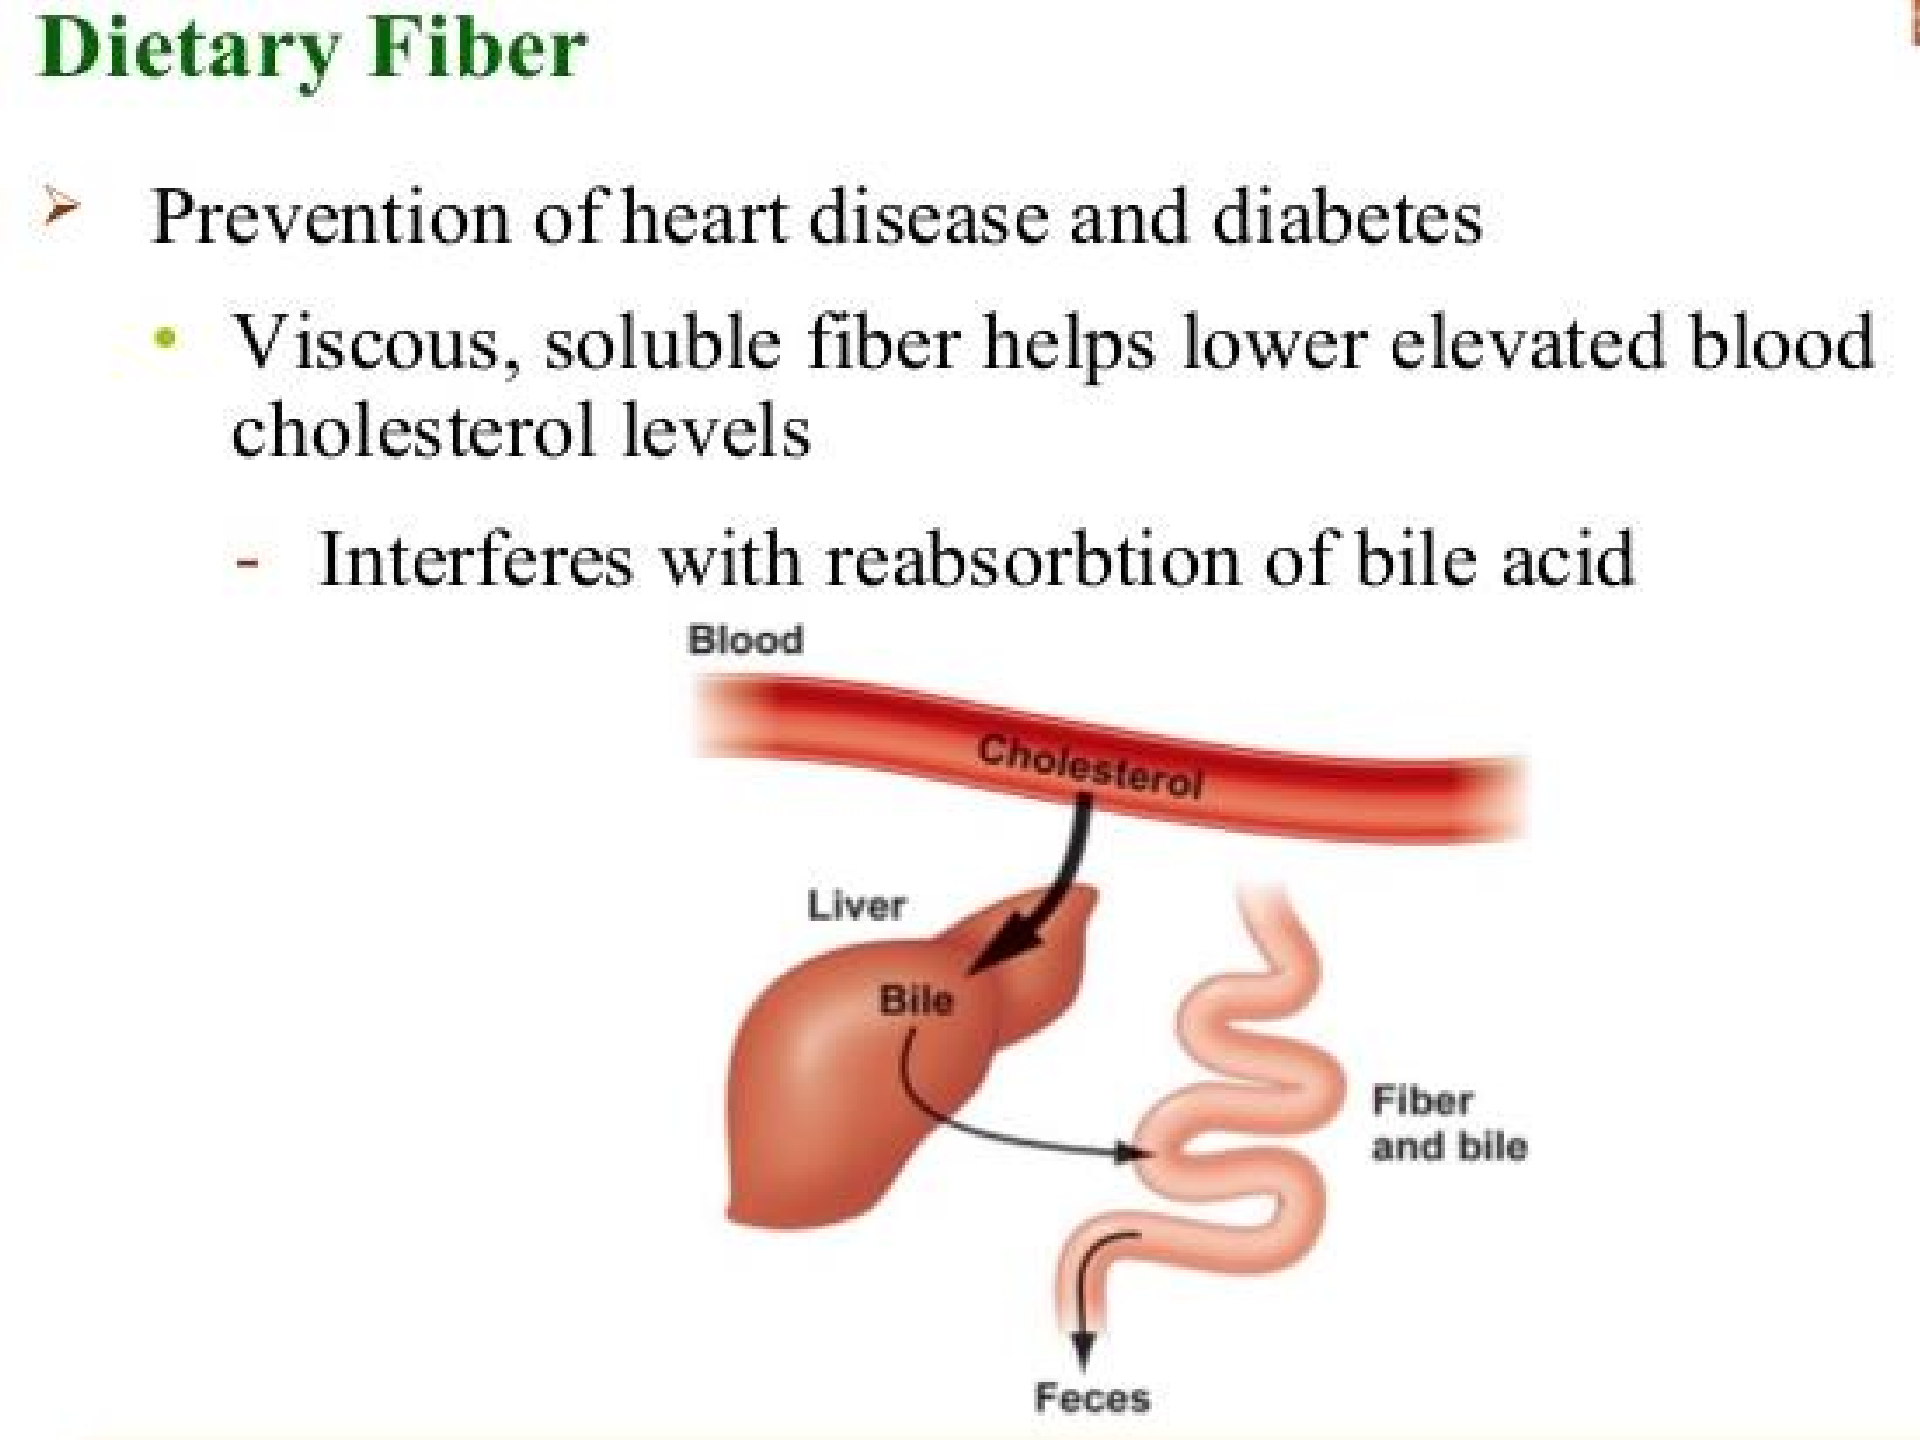 Dietary Fiber
Prevention of heart disease and diabetes
• Viscous, soluble fiber helps lower elevated blood
cholesterol levels
- Interferes with reabsorbtion of bile acid
Blood
Cholesterol
Liver
Bile
Fiber
and bile
Feces